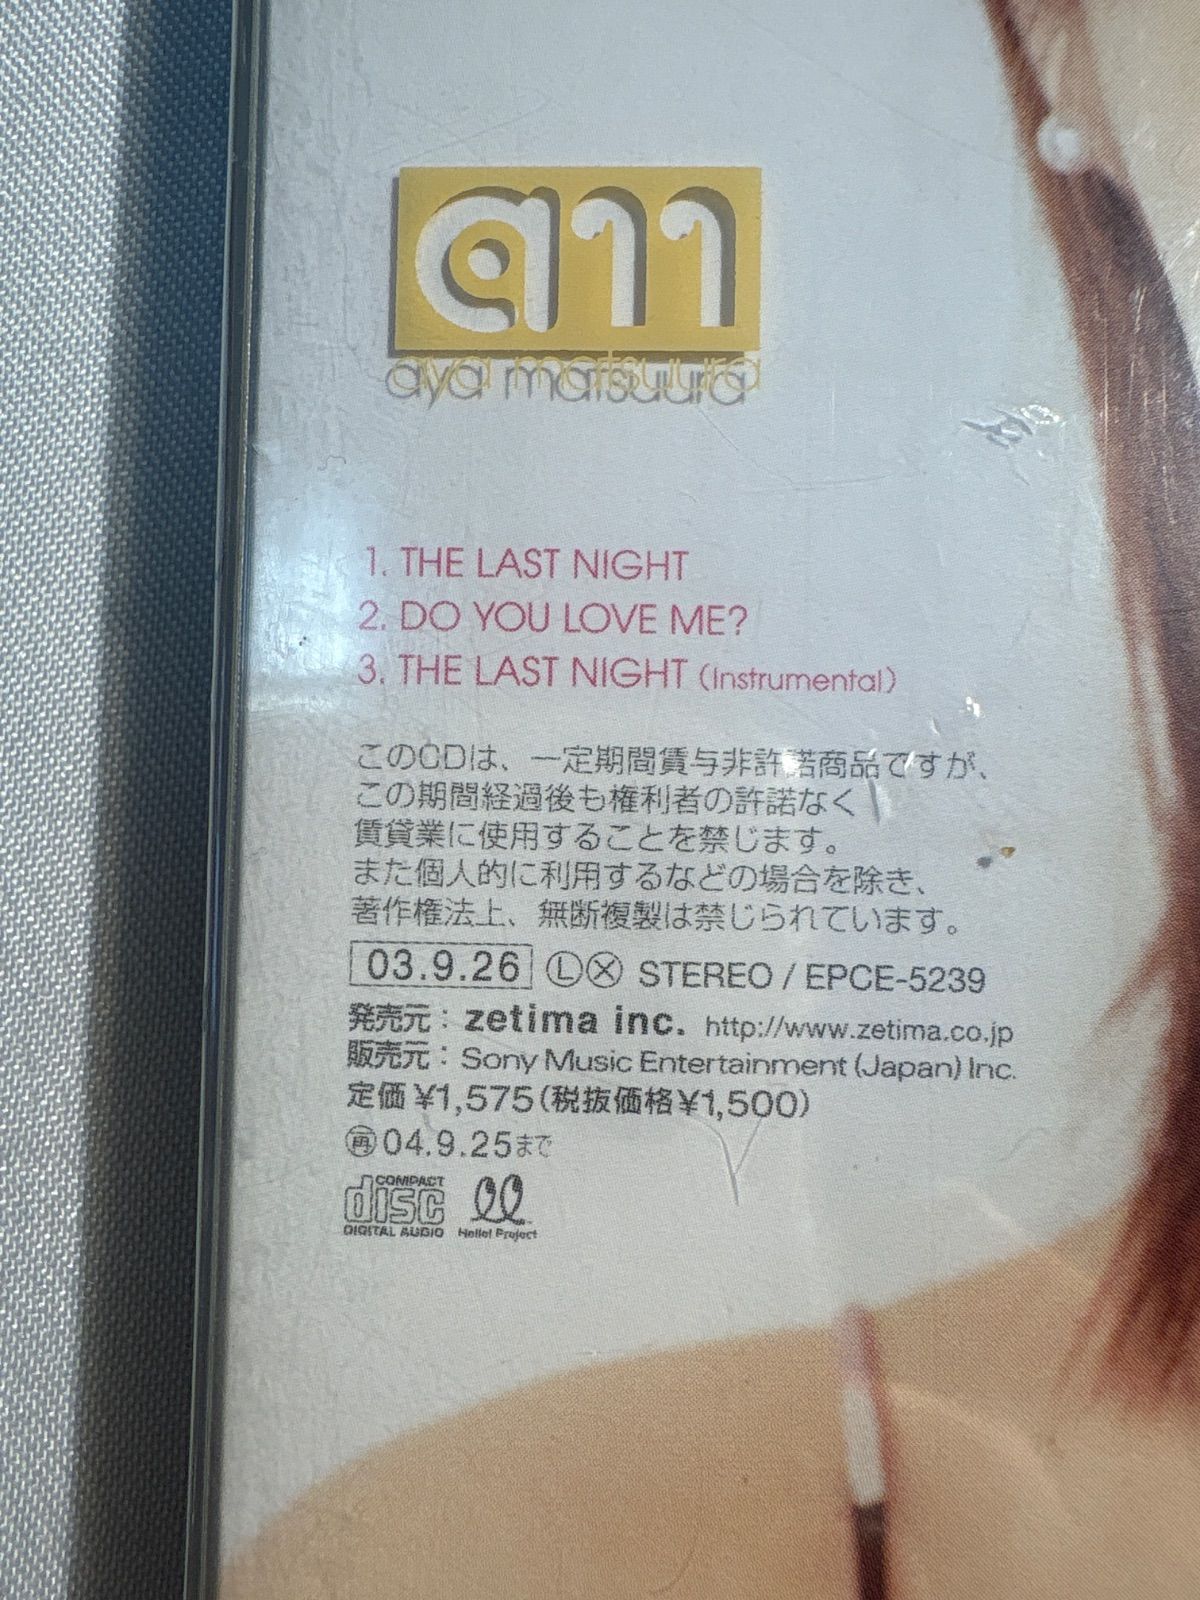 a11
aya matsuura
1. THE LAST NIGHT
2. DO YOU LOVE ME?
3. THE LAST NIGHT (Instrumental)
このCDは、一定期間賃与非許諾商品ですが、
この期間経過後も権利者の許諾なく
賃貸業に使用することを禁じます。
また個人的に利用するなどの場合を除き、
著作権法上、無断複製は禁じられています。
03.9.26 Ⓛ Ⓧ STEREO / EPCE-5239
発売元：zetima inc. http://www.zetima.co.jp
販売元：Sony Music Entertainment (Japan) Inc.
定価¥1,575(税抜価格¥1,500)
再04.9.25まで
COMPACT disc DIGITAL AUDIO Hello! Project